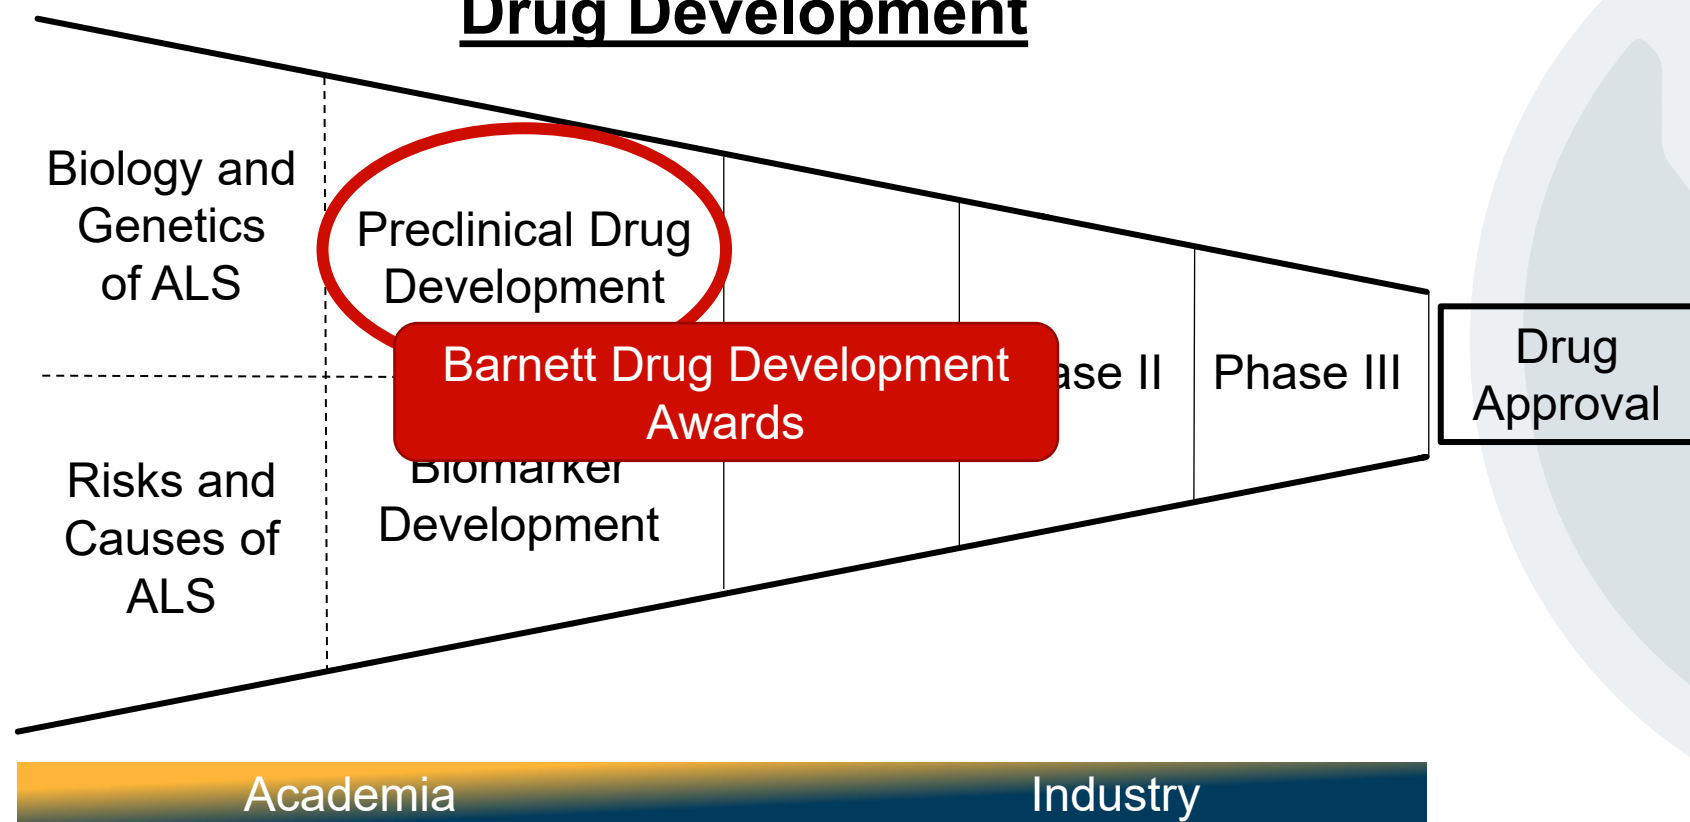 Drug Development
Biology and
Genetics
of ALS
Preclinical Drug
Development
Barnett Drug Development
Awards
ase II
Phase III
Drug
Approval
Risks and
Causes of
ALS
Biomarker
Development
Academia
Industry